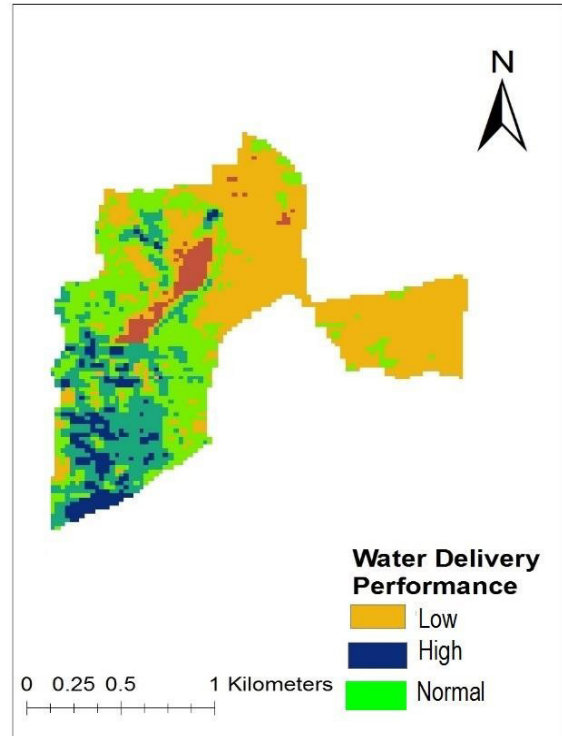 N
Water Delivery
Performance
Low
High
Normal
0 0.25 0.5 1 Kilometers